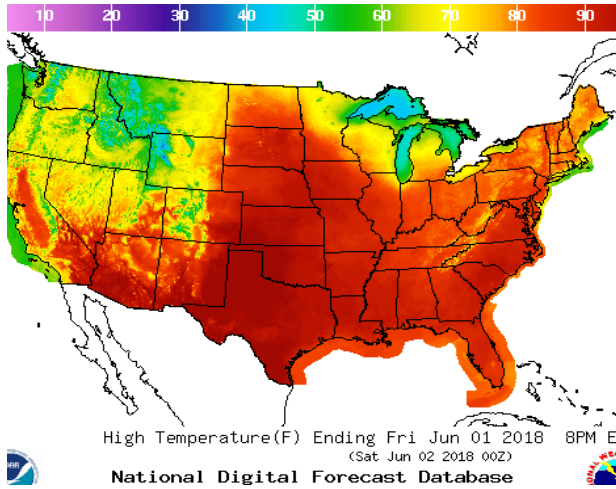 10 20 30 40 50 60 70 80 90
High Temperature(F) Ending Fri Jun 01 2018 8PM E
(Sat Jun 02 2018 00Z)
National Digital Forecast Database